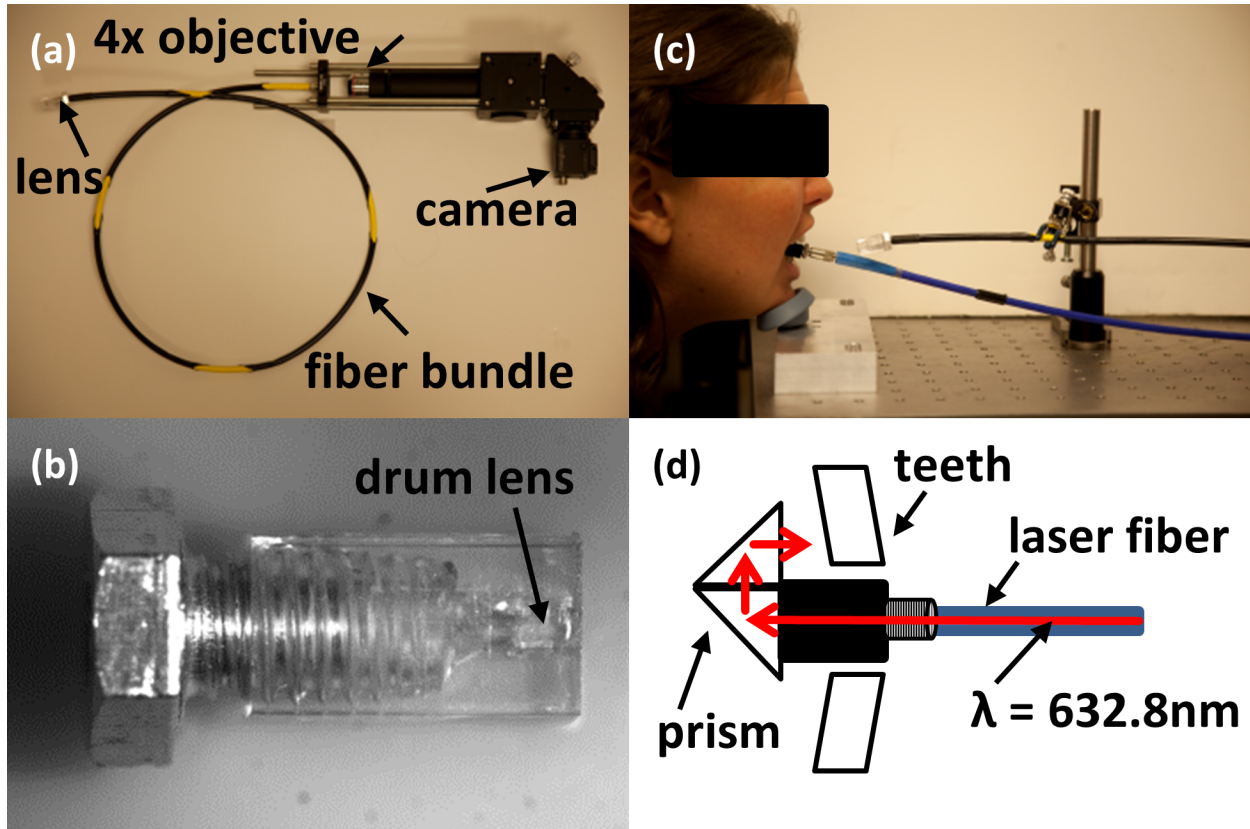 (a)
4x objective
lens
camera
fiber bundle
(b)
drum lens
(c)
(d)
teeth
laser fiber
prism
λ = 632.8nm